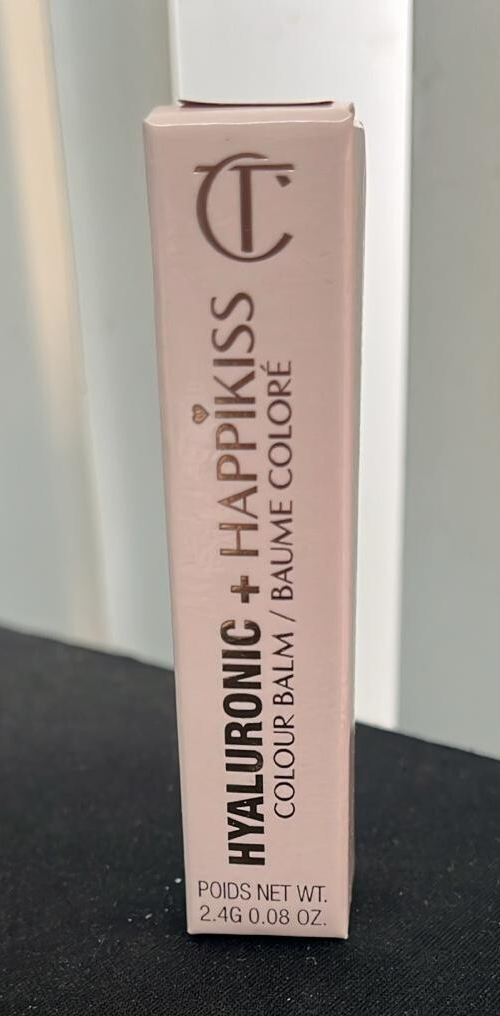 CT
HYALURONIC + HAPPIKISS
COLOUR BALM / BAUME COLORÉ
POIDS NET WT.
2.4G 0.08 OZ.